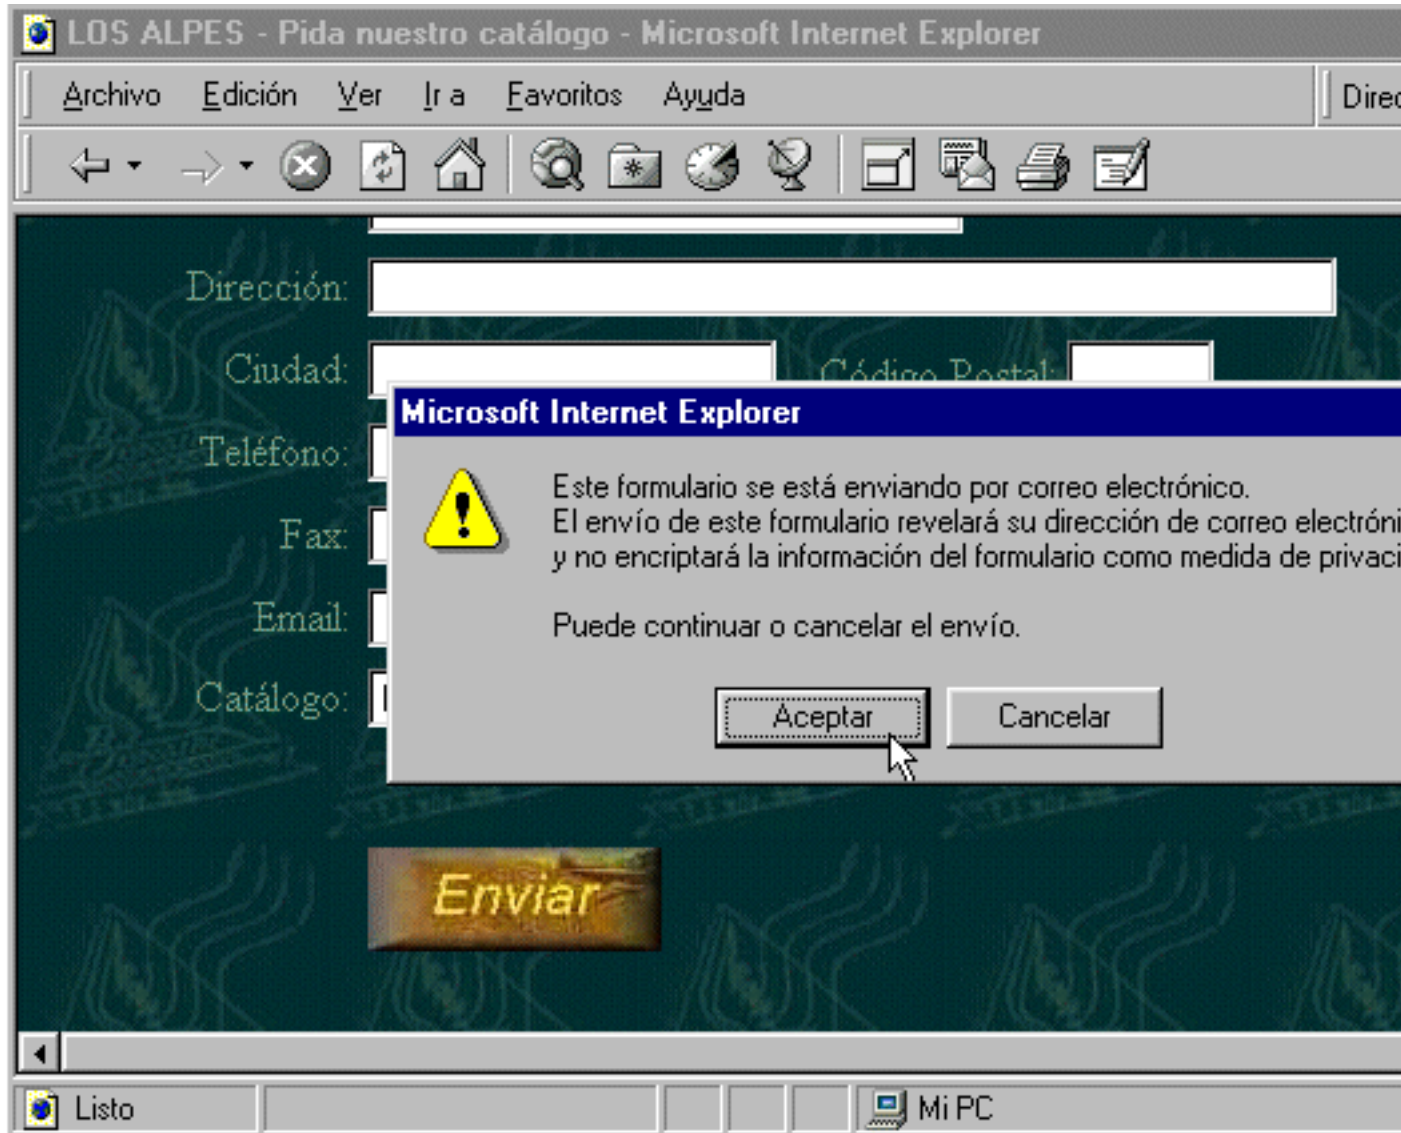 LOS ALPES - Pida nuestro catálogo - Microsoft Internet Explorer
Archivo Edición Ver Ir a Favoritos Ayuda Direc
Dirección:
Ciudad: Código Postal:
Microsoft Internet Explorer
Teléfono:
Este formulario se está enviando por correo electrónico.
El envío de este formulario revelará su dirección de correo electróni
y no encriptará la información del formulario como medida de privaci
Fax:
Email:
Puede continuar o cancelar el envío.
Catálogo:
Aceptar Cancelar
Enviar
Listo Mi PC